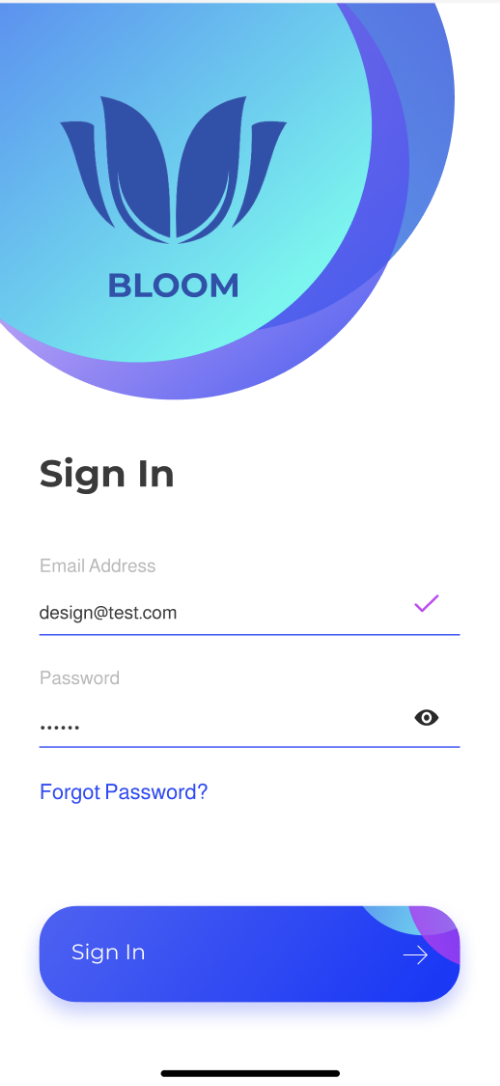 BLOOM
Sign In
Email Address
design@test.com
Password
••••••
Forgot Password?
Sign In